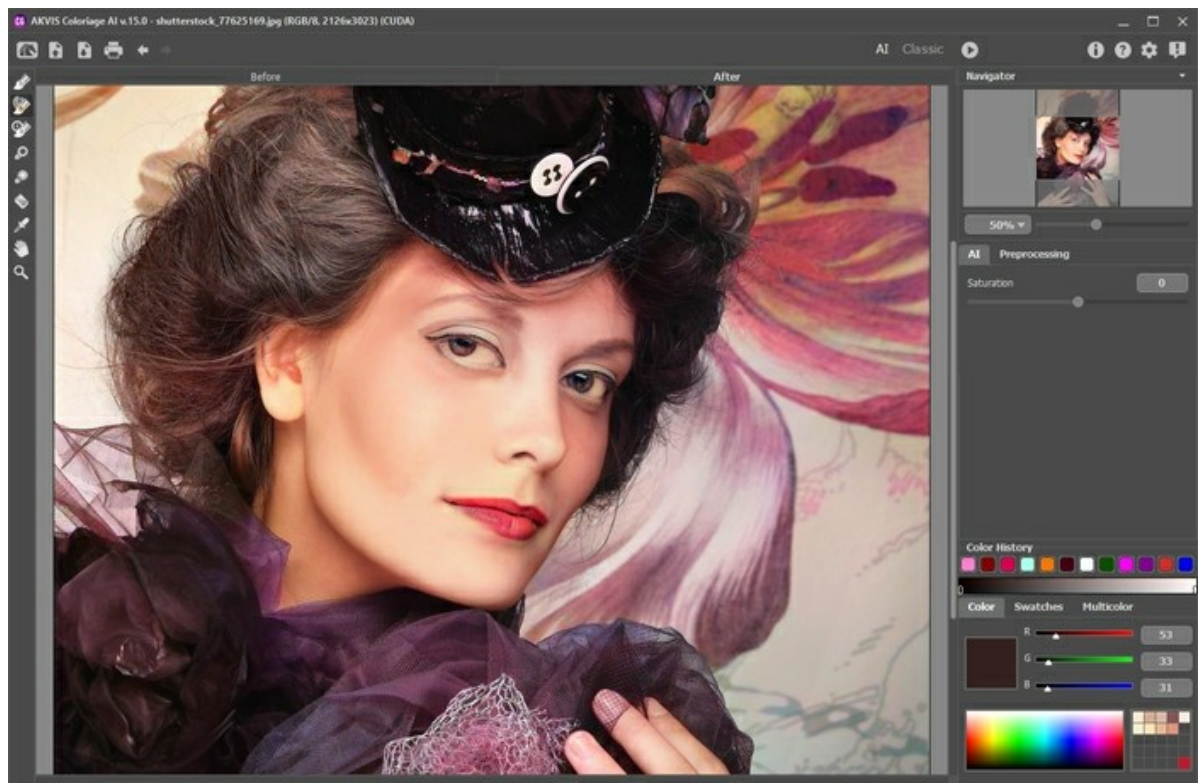 AKVIS Coloriage AI v.15.0 - shutterstock_77625169.jpg (RGB/8, 2126x3023) (CUDA)
AI Classic
Before After
Navigator
50%
AI Preprocessing
Saturation 0
Color History
Color Swatches Multicolor
R 53
G 33
B 31